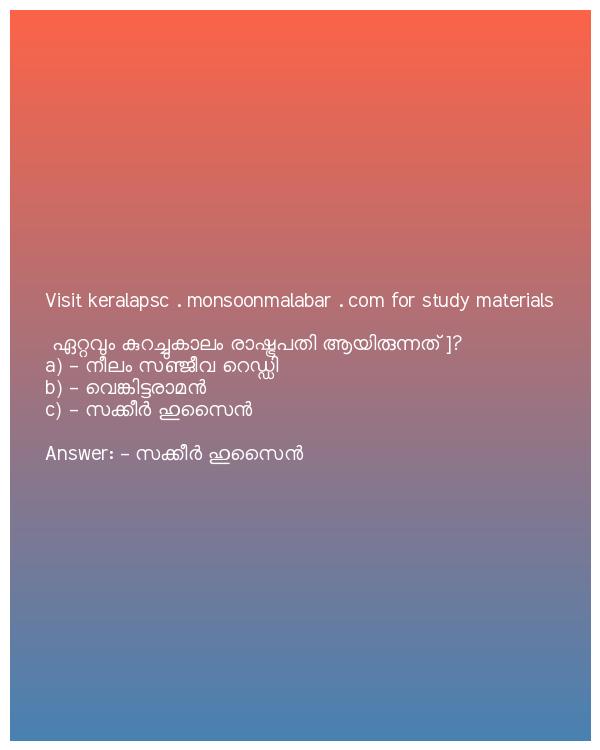 Visit keralapsc . monsoonmalabar . com for study materials
ഏറ്റവും കുറച്ചുകാലം രാഷ്ട്രപതി ആയിരുന്നത് ]?
a) – നീലം സഞ്ജീവ റെഡ്ഡി
b) – വെങ്കിട്ടരാമൻ
c) – സക്കീർ ഹുസൈൻ
Answer: – സക്കീർ ഹുസൈൻ